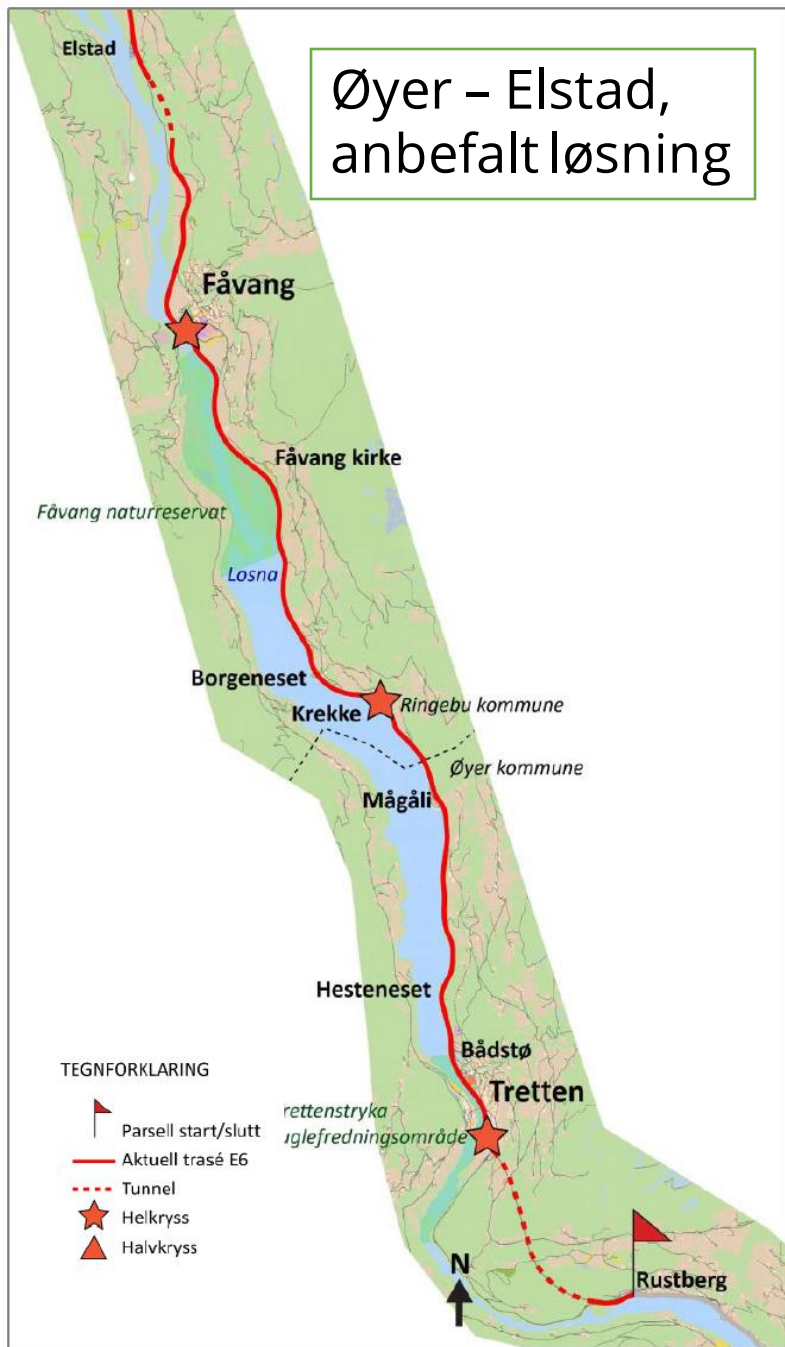 Øyer – Elstad,
anbefalt løsning
Elstad
Fåvang
Fåvang kirke
Fåvang naturreservat
Losna
Borgeneset
Krekke
Ringebu kommune
Øyer kommune
Mågåli
Hesteneset
Bådstø
Tretten
rettenstryka
uglefredningsområde
TEGNFORKLARING
Parsell start/slutt
Aktuell trasé E6
Tunnel
Helkryss
Halvkryss
N
Rustberg